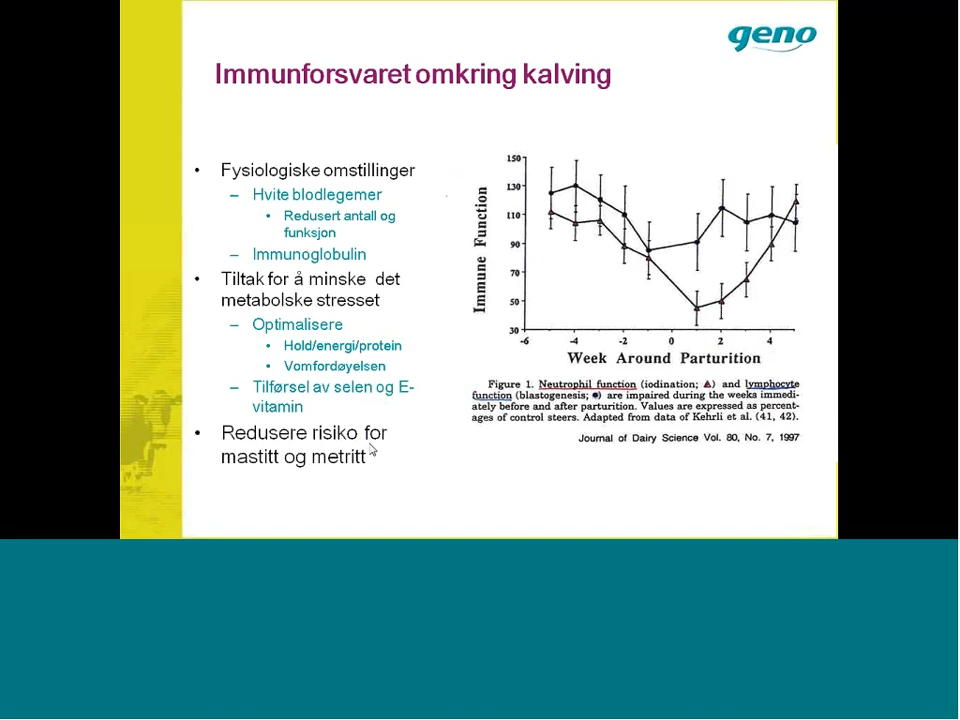 geno
Immunforsvaret omkring kalving
• Fysiologiske omstillinger
– Hvite blodlegemer
• Redusert antall og
funksjon
– Immunoglobulin
• Tiltak for å minske det
metabolske stresset
– Optimalisere
• Hold/energi/protein
• Vomfordøyelsen
– Tilførsel av selen og E-
vitamin
• Redusere risiko for
mastitt og metritt
Immune Function
150
130
110
90
70
50
30
-6 -4 -2 0 2 4
Week Around Parturition
Figure 1. Neutrophil function (iodination; ▲) and lymphocyte
function (blastogenesis; ●) are impaired during the weeks immedi-
ately before and after parturition. Values are expressed as percent-
ages of control steers. Adapted from data of Kehrli et al. (41, 42).
Journal of Dairy Science Vol. 80, No. 7, 1997